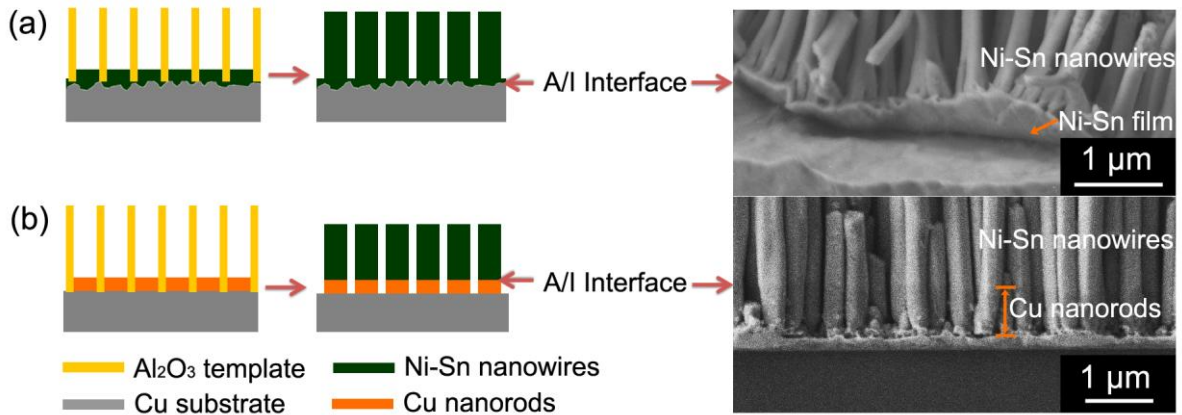 (a)
A/I Interface
Ni-Sn nanowires
Ni-Sn film
1 μm
(b)
A/I Interface
Ni-Sn nanowires
Cu nanorods
1 μm
Al₂O₃ template
Ni-Sn nanowires
Cu substrate
Cu nanorods